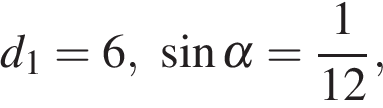 d₁ = 6, sin α = 1/12,